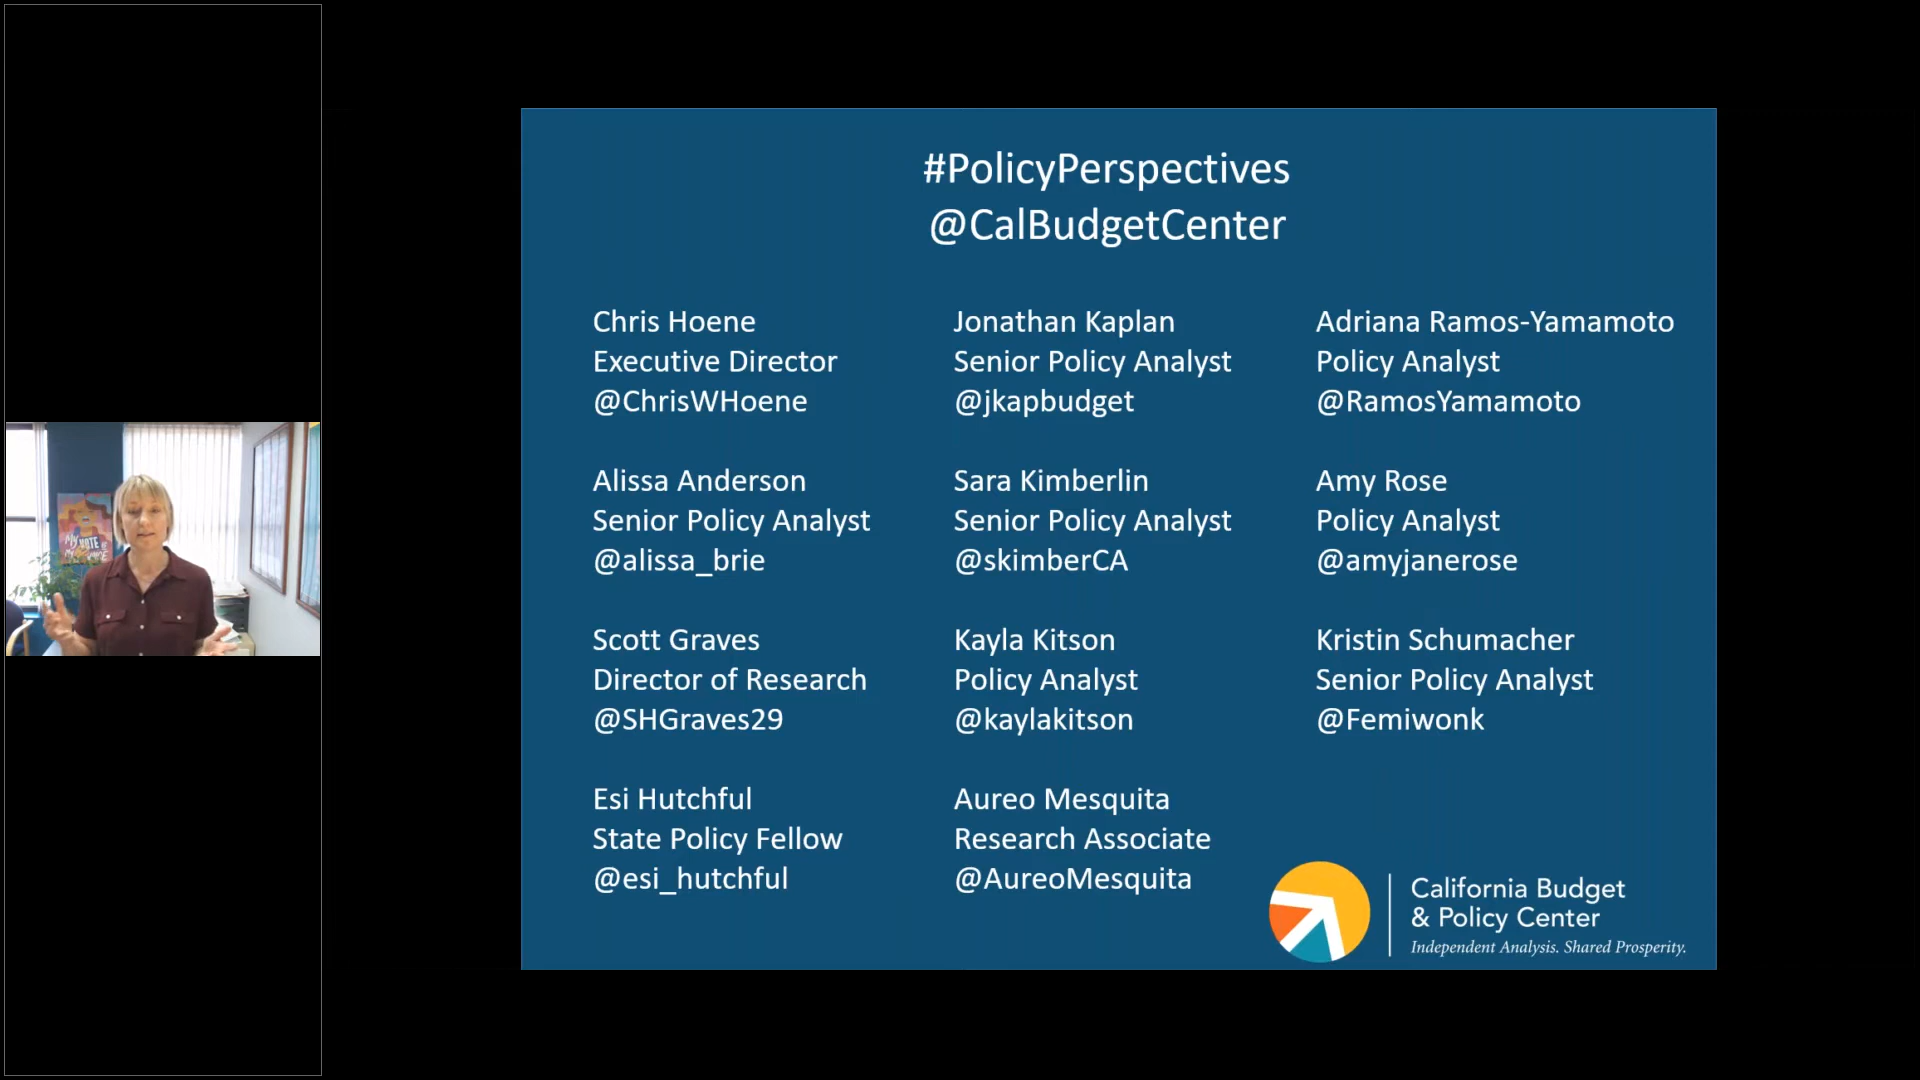 #PolicyPerspectives
@CalBudgetCenter
Chris Hoene
Executive Director
@ChrisWHoene
Alissa Anderson
Senior Policy Analyst
@alissa_brie
Scott Graves
Director of Research
@SHGraves29
Esi Hutchful
State Policy Fellow
@esi_hutchful
Jonathan Kaplan
Senior Policy Analyst
@jkapbudget
Sara Kimberlin
Senior Policy Analyst
@skimberCA
Kayla Kitson
Policy Analyst
@kaylakitson
Aureo Mesquita
Research Associate
@AureoMesquita
Adriana Ramos-Yamamoto
Policy Analyst
@RamosYamamoto
Amy Rose
Policy Analyst
@amyjanerose
Kristin Schumacher
Senior Policy Analyst
@Femiwonk
California Budget
& Policy Center
Independent Analysis. Shared Prosperity.
My VOTE